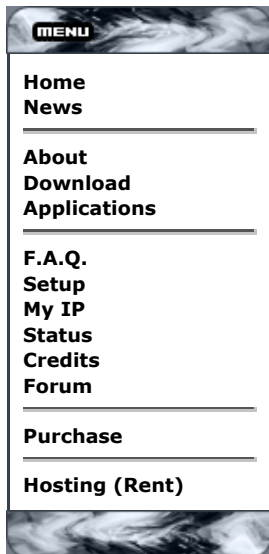 MENU
Home
News
About
Download
Applications
F.A.Q.
Setup
My IP
Status
Credits
Forum
Purchase
Hosting (Rent)